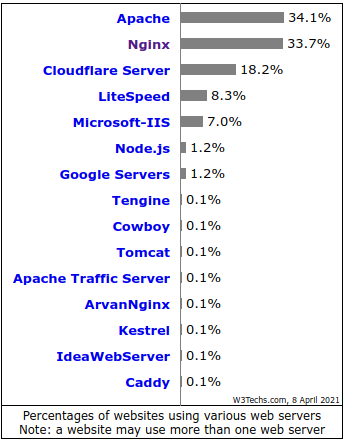 Apache 34.1%
Nginx 33.7%
Cloudflare Server 18.2%
LiteSpeed 8.3%
Microsoft-IIS 7.0%
Node.js 1.2%
Google Servers 1.2%
Tengine 0.1%
Cowboy 0.1%
Tomcat 0.1%
Apache Traffic Server 0.1%
ArvanNginx 0.1%
Kestrel 0.1%
IdeaWebServer 0.1%
Caddy 0.1%
W3Techs.com, 8 April 2021
Percentages of websites using various web servers
Note: a website may use more than one web server